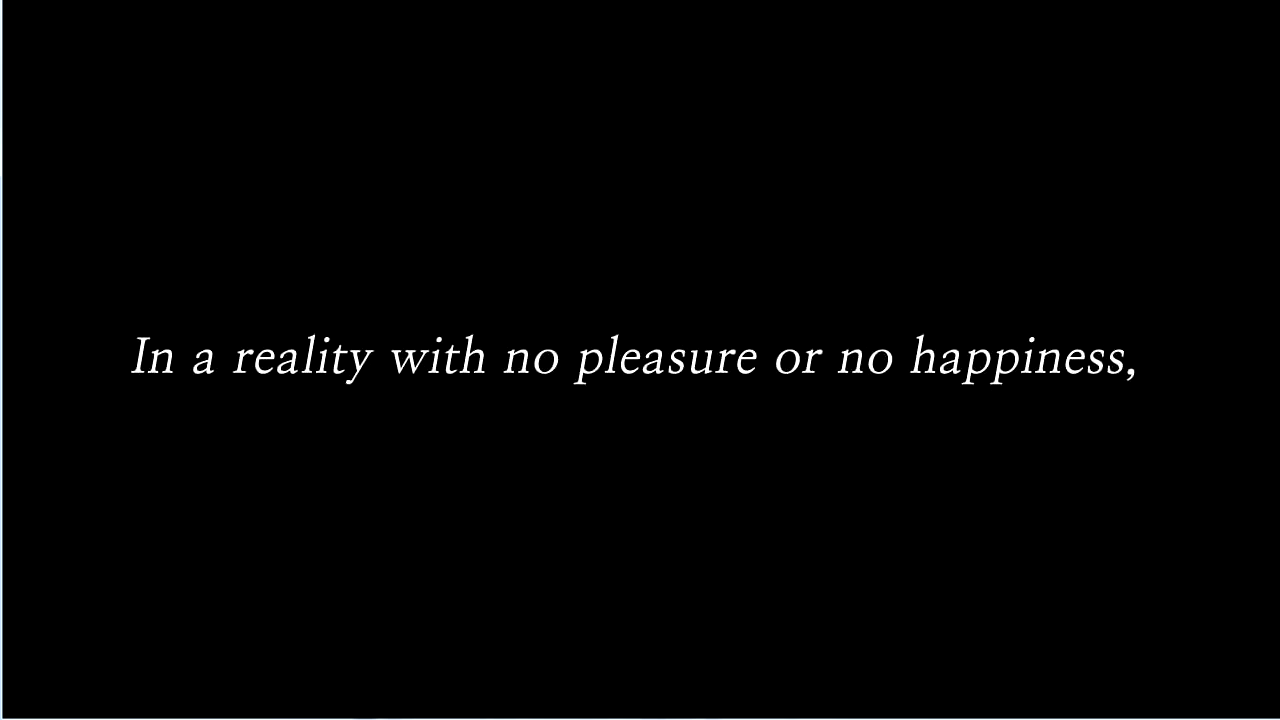 In a reality with no pleasure or no happiness,